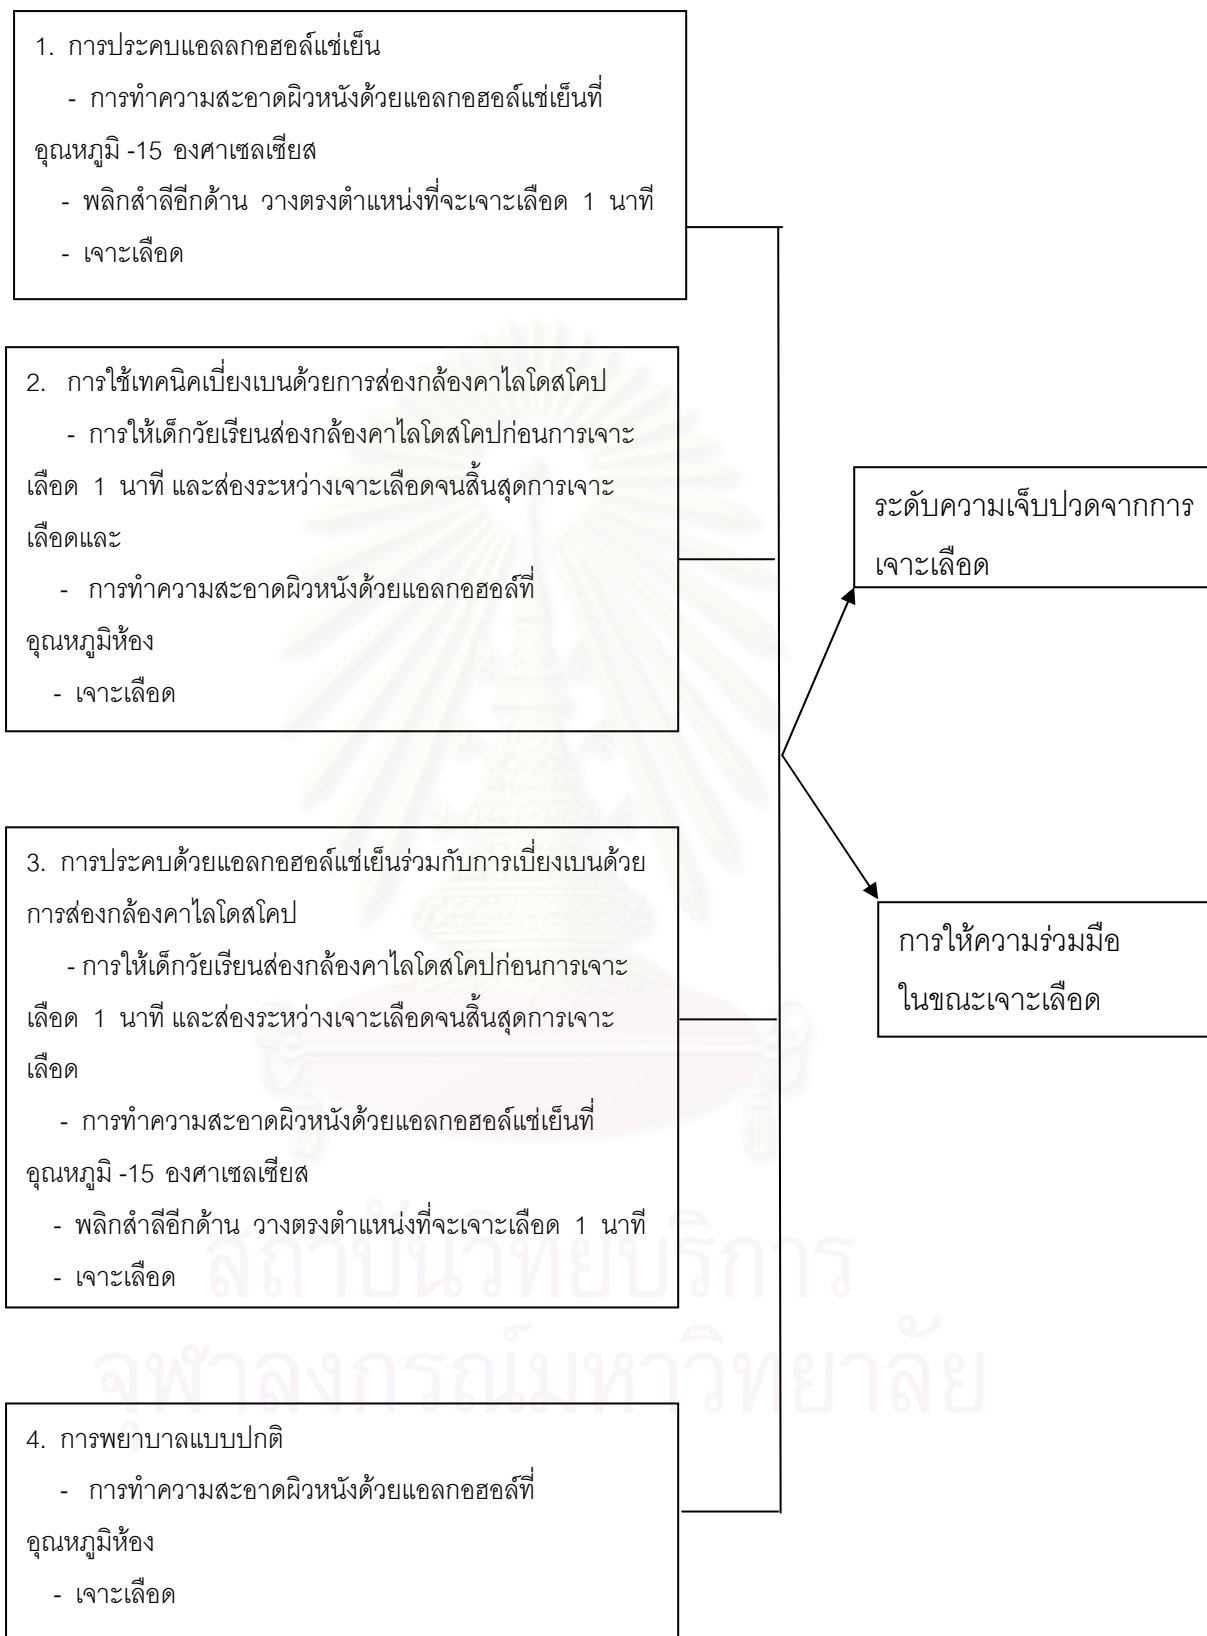 1. การประคบแอลลกอฮอล์แช่เย็น
- การทำความสะอาดผิวหนังด้วยแอลกอฮอล์แช่เย็นที่
อุณหภูมิ -15 องศาเซลเซียส
- พลิกสำลีอีกด้าน วางตรงตำแหน่งที่จะเจาะเลือด 1 นาที
- เจาะเลือด
2. การใช้เทคนิคเบี่ยงเบนด้วยการส่องกล้องคาไลโดสโคป
- การให้เด็กวัยเรียนส่องกล้องคาไลโดสโคปก่อนการเจาะ
เลือด 1 นาที และส่องระหว่างเจาะเลือดจนสิ้นสุดการเจาะ
เลือดและ
- การทำความสะอาดผิวหนังด้วยแอลกอฮอล์ที่
อุณหภูมิห้อง
- เจาะเลือด
ระดับความเจ็บปวดจากการ
เจาะเลือด
3. การประคบด้วยแอลกอฮอล์แช่เย็นร่วมกับการเบี่ยงเบนด้วย
การส่องกล้องคาไลโดสโคป
- การให้เด็กวัยเรียนส่องกล้องคาไลโดสโคปก่อนการเจาะ
เลือด 1 นาที และส่องระหว่างเจาะเลือดจนสิ้นสุดการเจาะ
เลือด
- การทำความสะอาดผิวหนังด้วยแอลกอฮอล์แช่เย็นที่
อุณหภูมิ -15 องศาเซลเซียส
- พลิกสำลีอีกด้าน วางตรงตำแหน่งที่จะเจาะเลือด 1 นาที
- เจาะเลือด
การให้ความร่วมมือ
ในขณะเจาะเลือด
สถาบันวิทยบริการ
จุฬาลงกรณ์มหาวิทยาลัย
4. การพยาบาลแบบปกติ
- การทำความสะอาดผิวหนังด้วยแอลกอฮอล์ที่
อุณหภูมิห้อง
- เจาะเลือด